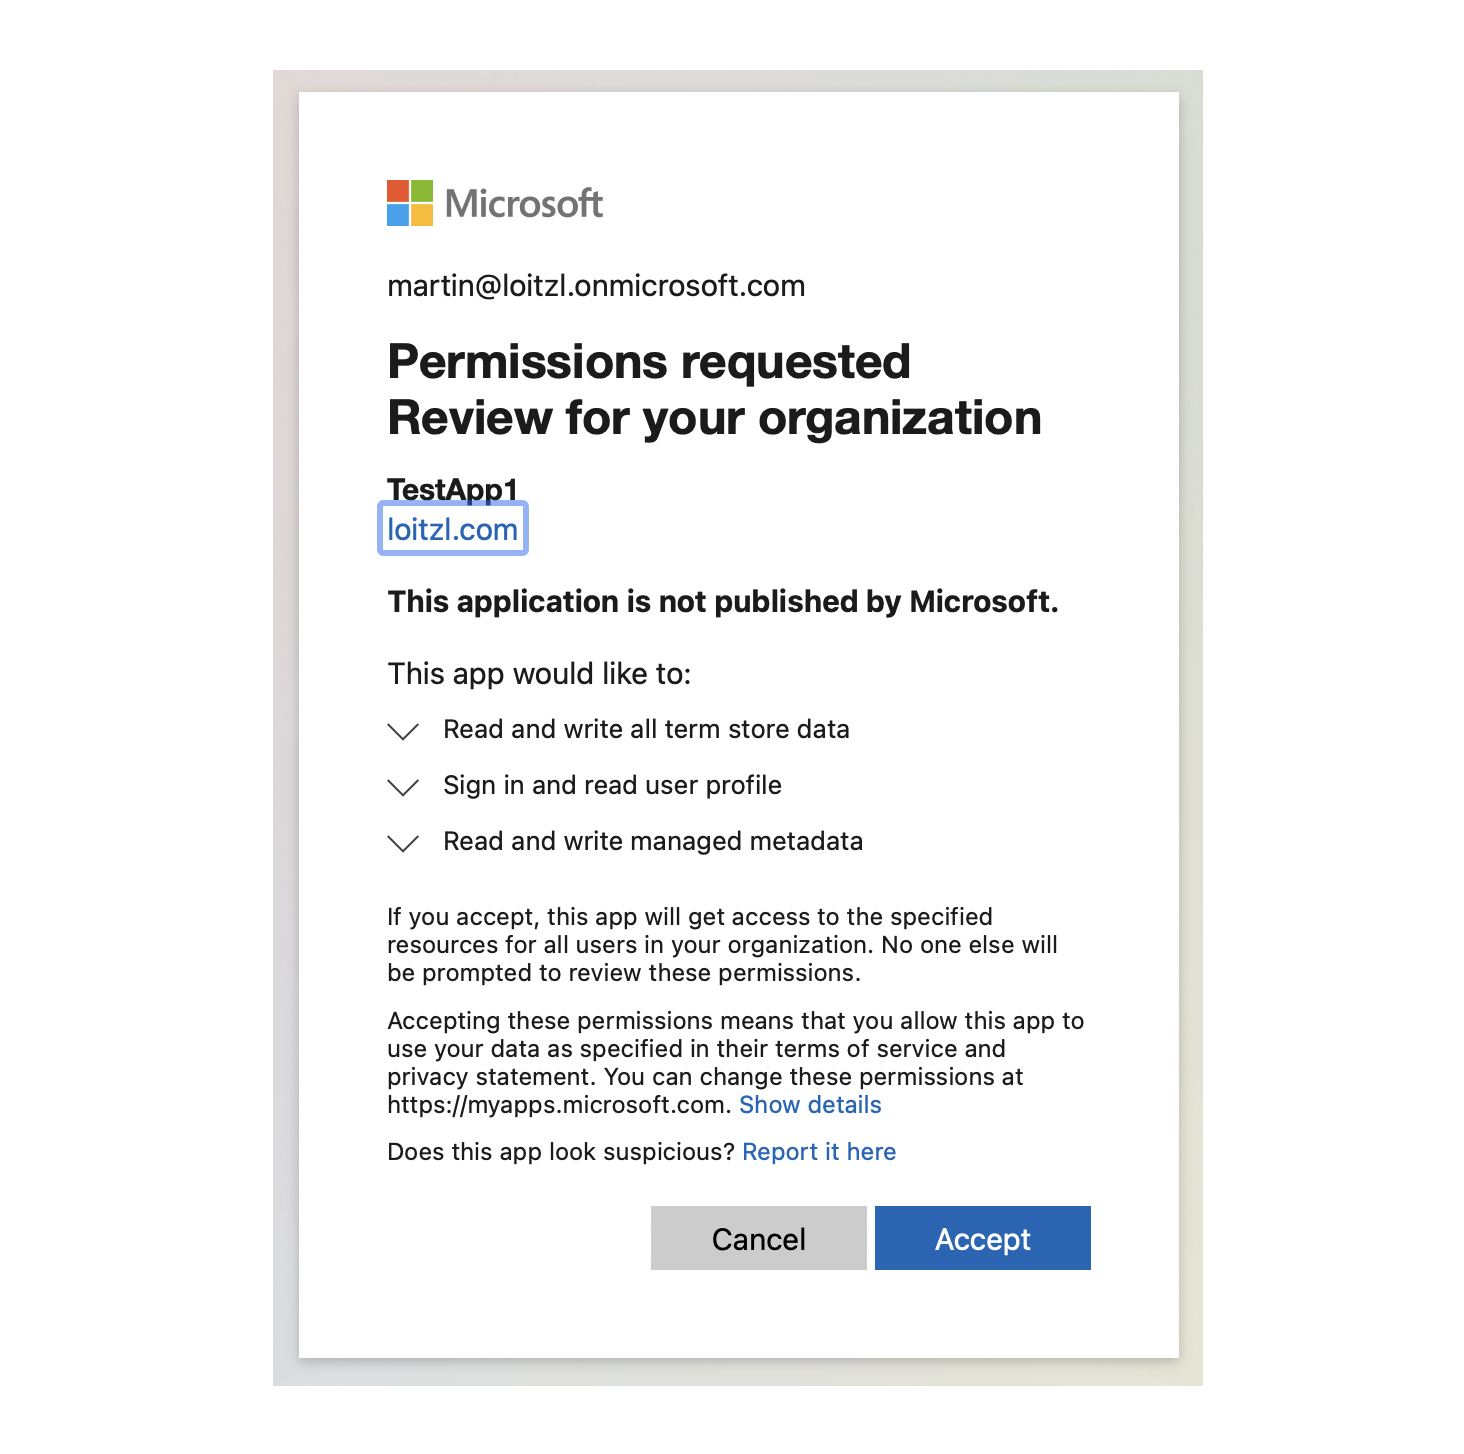 Microsoft
martin@loitzl.onmicrosoft.com
Permissions requested
Review for your organization
TestApp1
loitzl.com
This application is not published by Microsoft.
This app would like to:
Read and write all term store data
Sign in and read user profile
Read and write managed metadata
If you accept, this app will get access to the specified
resources for all users in your organization. No one else will
be prompted to review these permissions.
Accepting these permissions means that you allow this app to
use your data as specified in their terms of service and
privacy statement. You can change these permissions at
https://myapps.microsoft.com. Show details
Does this app look suspicious? Report it here
Cancel Accept